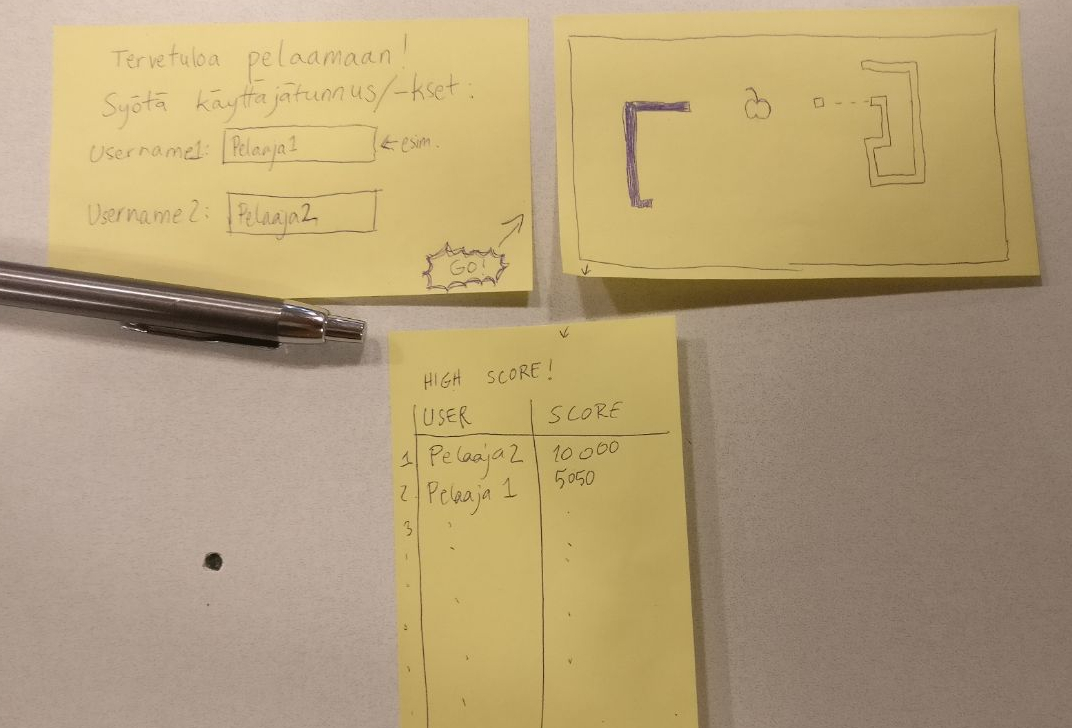 Tervetuloa pelaamaan!
Syötä käyttäjätunnus/-kset:
Username1: Pelaaja1 ← esim.
Username2: Pelaaja2
GO!
HIGH SCORE!
USER SCORE
1 Pelaaja2 10 000
2. Pelaaja 1 5050
3